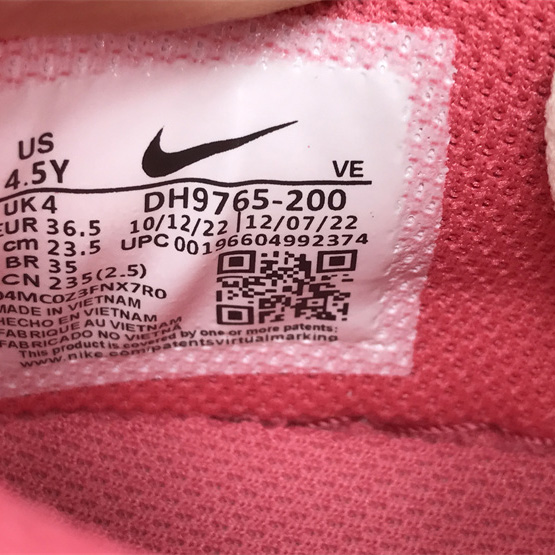 US
4.5Y
VE
UK 4
DH9765-200
EUR 36.5
10/12/22 12/07/22
cm 23.5
UPC 00196604992374
BR 35
CN 235(2.5)
04MC0Z3FNX7R0
MADE IN VIETNAM
HECHO EN VIETNAM
FABRIQUE AU VIETNAM
FABRICADO NO VIETNA
This product is covered by one or more patents:
www.nike.com/patentsvirtualmarking